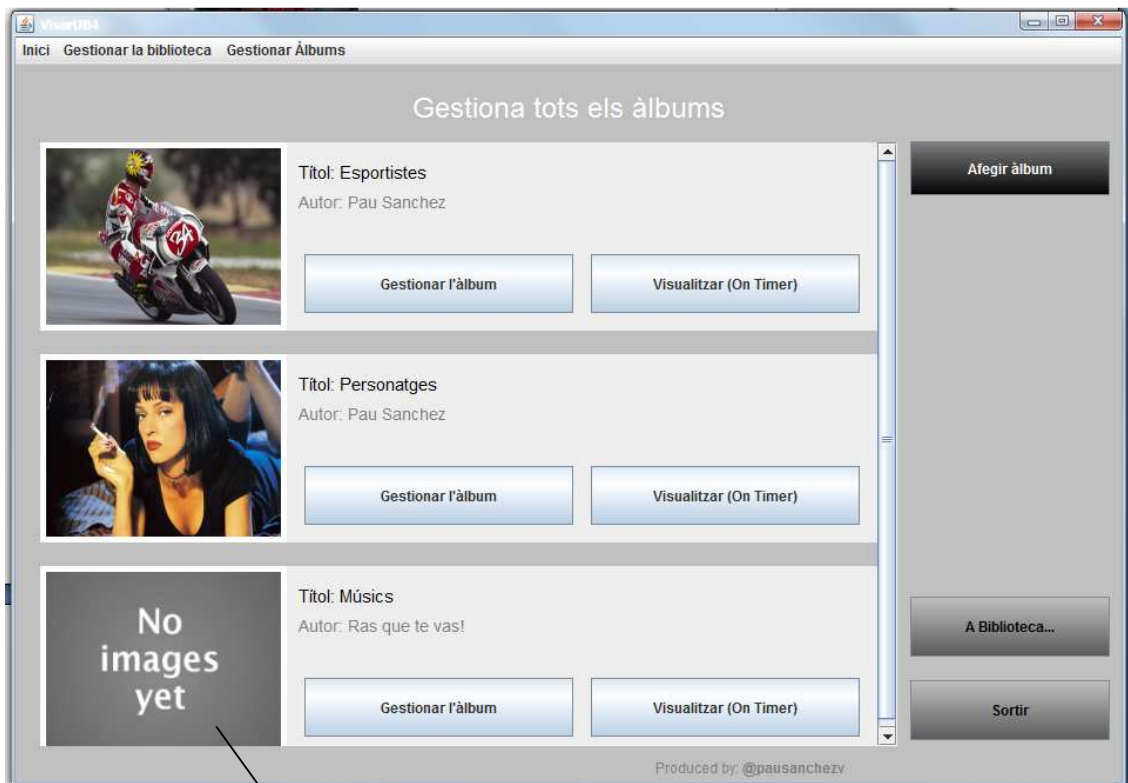 VisorUB4
Inici Gestionar la biblioteca Gestionar Àlbums
Gestiona tots els àlbums
Títol: Esportistes
Autor: Pau Sanchez
Gestionar l'àlbum Visualitzar (On Timer)
Afegir àlbum
Títol: Personatges
Autor: Pau Sanchez
Gestionar l'àlbum Visualitzar (On Timer)
No
images
yet
Títol: Músics
Autor: Ras que te vas!
Gestionar l'àlbum Visualitzar (On Timer)
A Biblioteca...
Sortir
Produced by: @pausanchezv